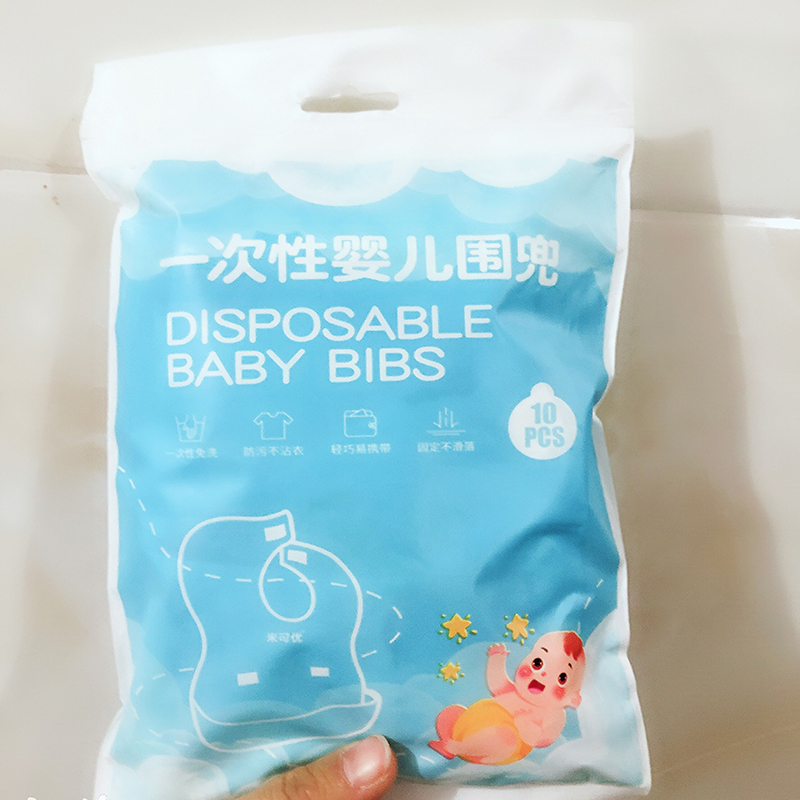 一次性婴儿围兜
DISPOSABLE
BABY BIBS
10
PCS
一次性免洗
防污不沾衣
轻巧易携带
固定不滑落
来可优